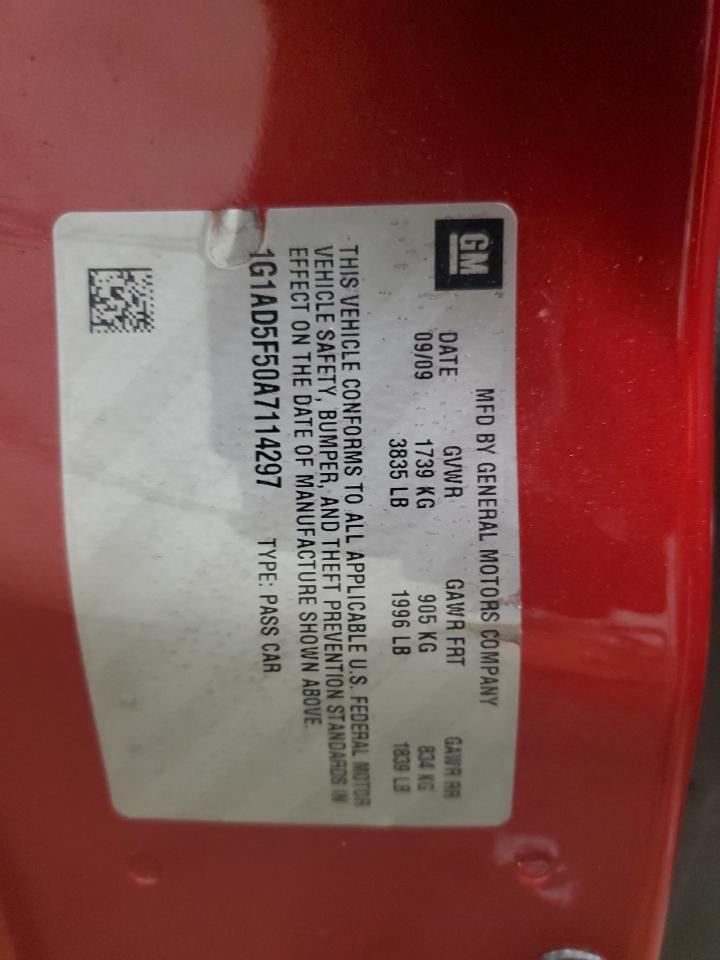 GM
MFD BY GENERAL MOTORS COMPANY
DATE GVWR GAWR FRT GAWR RR
09/09 1739 KG 905 KG 834 KG
3835 LB 1996 LB 1839 LB
THIS VEHICLE CONFORMS TO ALL APPLICABLE U.S. FEDERAL MOTOR
VEHICLE SAFETY, BUMPER, AND THEFT PREVENTION STANDARDS IN
EFFECT ON THE DATE OF MANUFACTURE SHOWN ABOVE.
1G1AD5F50A7114297 TYPE: PASS CAR